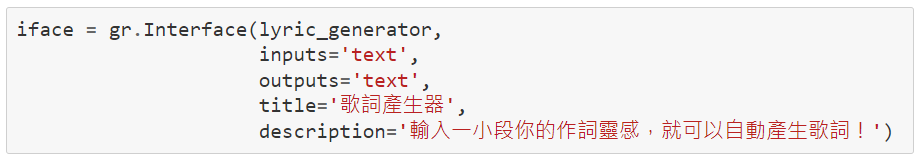 iface = gr.Interface(lyric_generator,
inputs='text',
outputs='text',
title='歌詞產生器',
description='輸入一小段你的作詞靈感，就可以自動產生歌詞！')